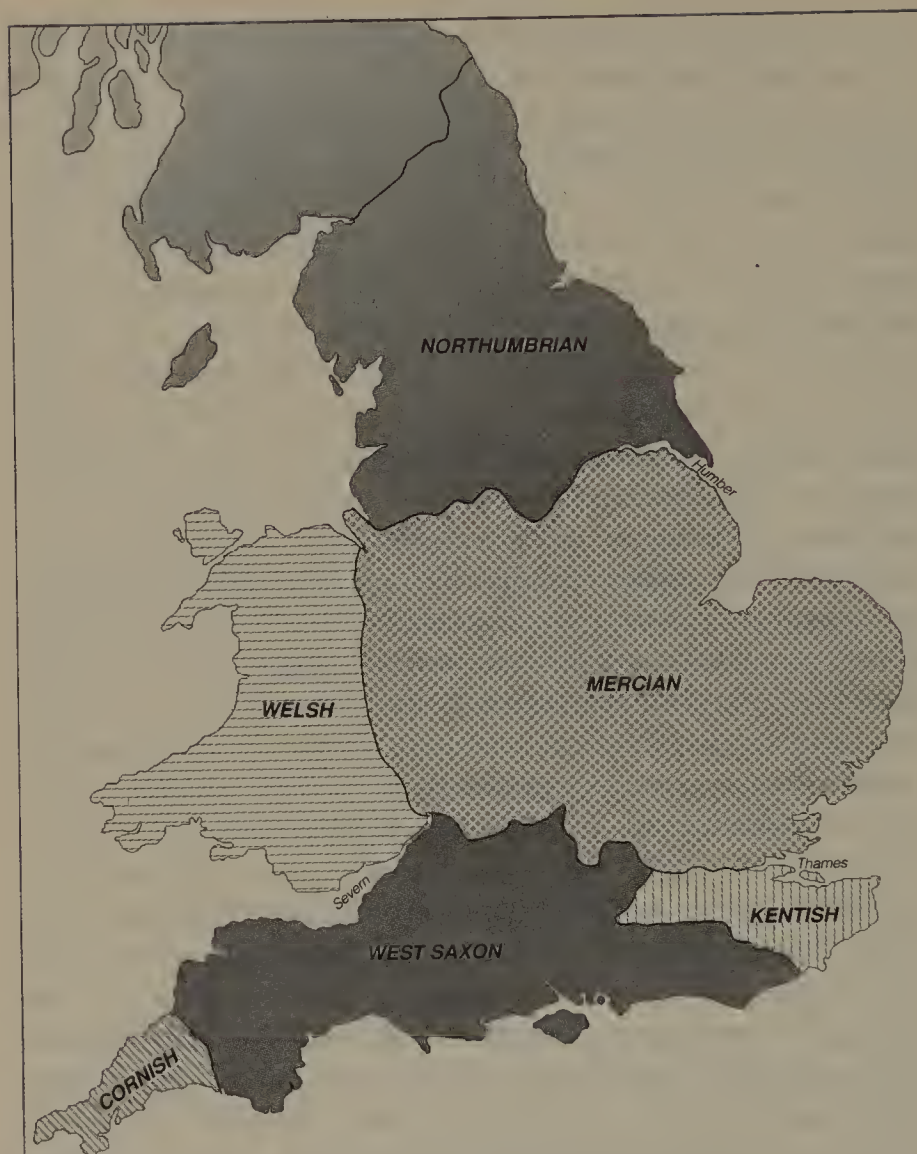 NORTHUMBRIAN
Humber
MERCIAN
WELSH
Thames
Severn
KENTISH
WEST SAXON
CORNISH